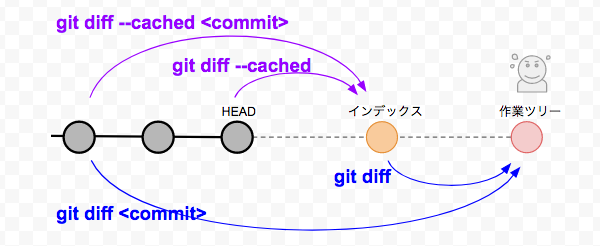 git diff --cached <commit>
git diff --cached
HEAD
インデックス
作業ツリー
git diff
git diff <commit>